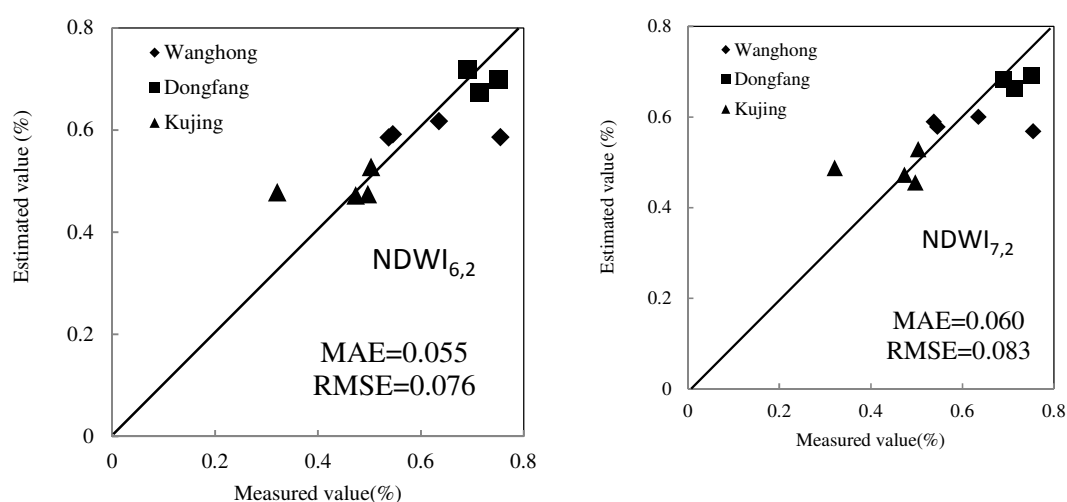 0.8
◆ Wanghong
■ Dongfang
▲ Kujing
0.6
0.4
0.2
0
Estimated value (%)
NDWI6,2
MAE=0.055
RMSE=0.076
0 0.2 0.4 0.6 0.8
Measured value(%)
0.8
◆ Wanghong
■ Dongfang
▲ Kujing
0.6
0.4
0.2
0
Estimated value (%)
NDWI7,2
MAE=0.060
RMSE=0.083
0 0.2 0.4 0.6 0.8
Measured value(%)